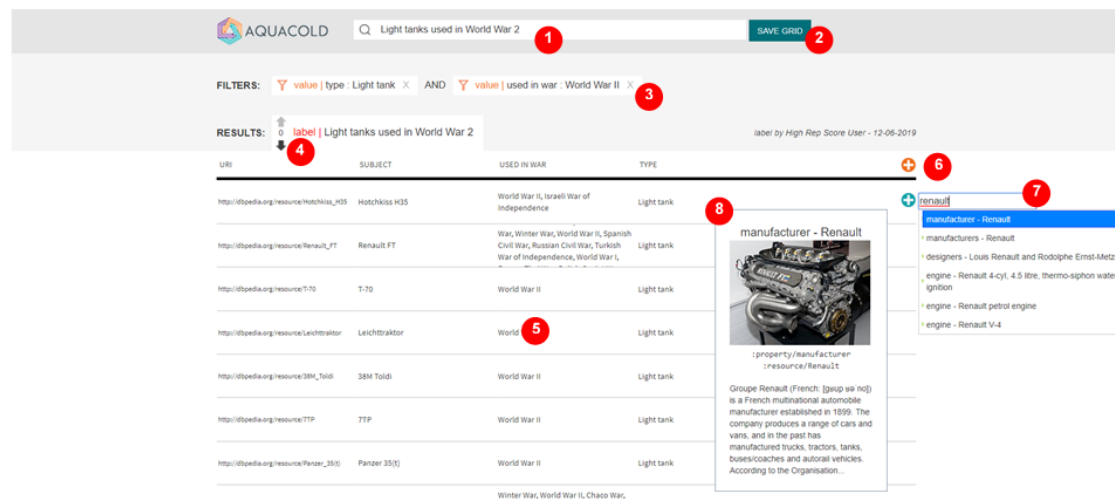 AQUACOLD
Light tanks used in World War 2
1
SAVE GRID
2
FILTERS:
value | type : Light tank X
AND
value | used in war : World War II X
3
RESULTS:
0
label | Light tanks used in World War 2
4
label by High Rep Score User - 12-06-2019
URI
SUBJECT
USED IN WAR
TYPE
6
http://dbpedia.org/resource/Hotchkiss_H35
Hotchkiss H35
World War II, Israeli War of
Independence
Light tank
renault
7
manufacturer - Renault
manufacturers - Renault
designers - Louis Renault and Rodolphe Ernst-Metz
engine - Renault 4-cyl, 4.5 litre, thermo-siphon water
ignition
engine - Renault petrol engine
engine - Renault V-4
8
manufacturer - Renault
RENAULT F1
:property/manufacturer
:resource/Renault
Groupe Renault (French: [gʁup ʁə no])
is a French multinational automobile
manufacturer established in 1899. The
company produces a range of cars and
vans, and in the past has
manufactured trucks, tractors, tanks,
buses/coaches and autorail vehicles.
According to the Organisation...
http://dbpedia.org/resource/Renault_FT
Renault FT
War, Winter War, World War II, Spanish
Civil War, Russian Civil War, Turkish
War of Independence, World War I,
Light tank
http://dbpedia.org/resource/T-70
T-70
World War II
Light tank
http://dbpedia.org/resource/Leichttraktor
Leichttraktor
World
5
Light tank
http://dbpedia.org/resource/38M_Toldi
38M Toldi
World War II
Light tank
http://dbpedia.org/resource/7TP
7TP
World War II
Light tank
http://dbpedia.org/resource/Panzer_35(t)
Panzer 35(t)
World War II
Light tank
Winter War, World War II, Chaco War,